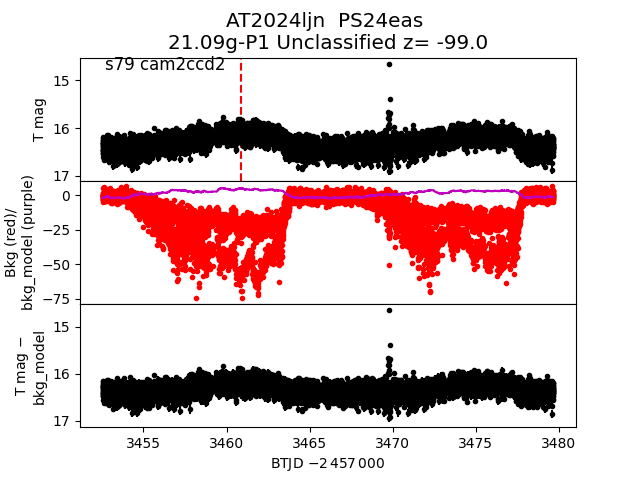 AT2024ljn  PS24eas
21.09g-P1 Unclassified z= -99.0
s79 cam2ccd2
15
16
17
T mag
0
−25
−50
−75
Bkg (red)/
bkg_model (purple)
15
16
17
T mag −
bkg_model
3455 3460 3465 3470 3475 3480
BTJD −2 457 000